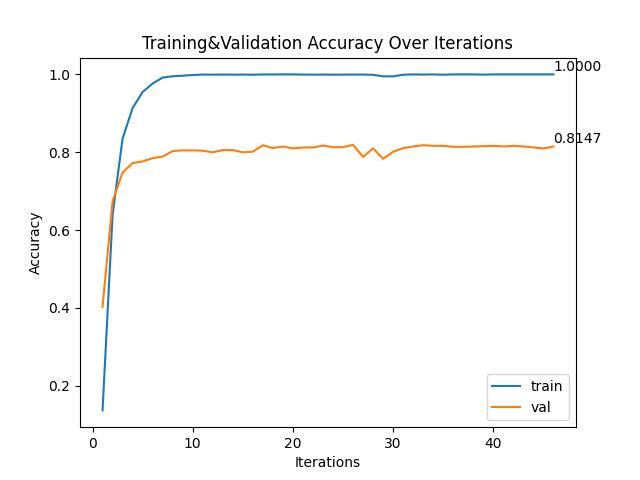 Training&Validation Accuracy Over Iterations
1.0000
0.8147
1.0
0.8
0.6
0.4
0.2
Accuracy
train
val
0 10 20 30 40
Iterations